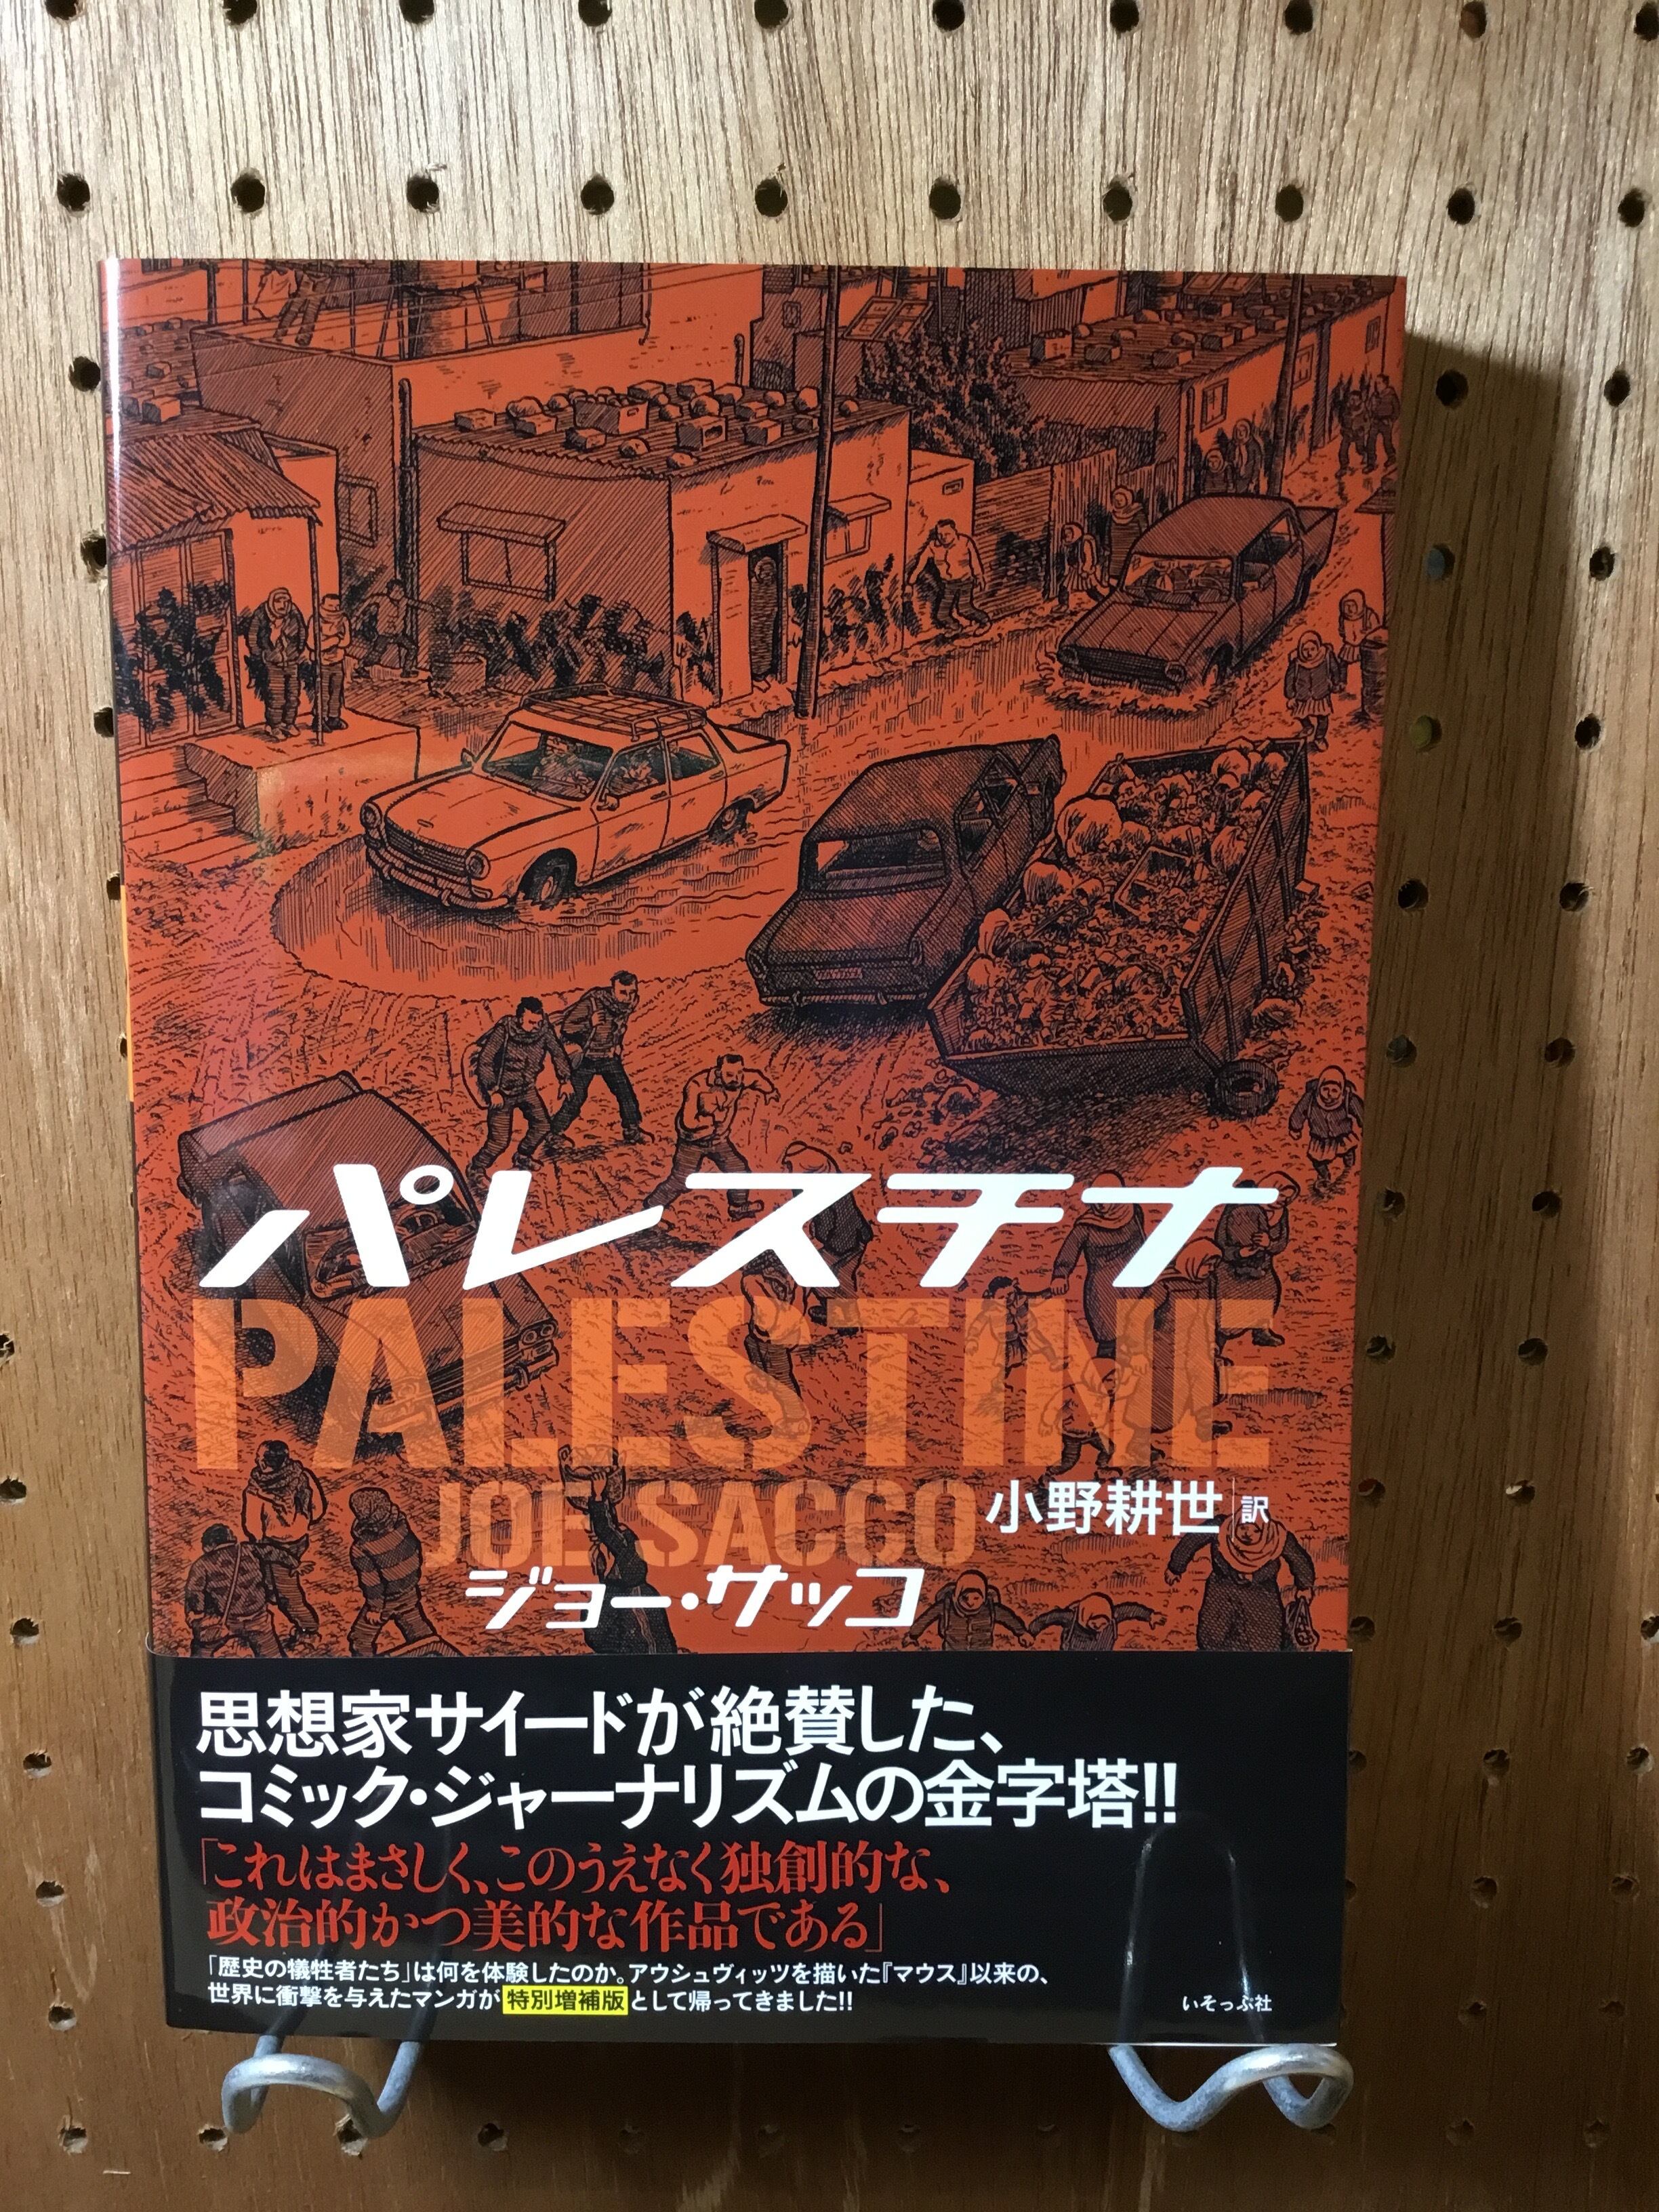 パレスチナ
PALESTINE
JOE SACCO
小野耕世 訳
ジョー・サッコ
思想家サイードが絶賛した、
コミック・ジャーナリズムの金字塔!!
「これはまさしく、このうえなく独創的な、
政治的かつ美的な作品である」
「歴史の犠牲者たち」は何を体験したのか。アウシュヴィッツを描いた『マウス』以来の、
世界に衝撃を与えたマンガが特別増補版として帰ってきました!!
いそっぷ社